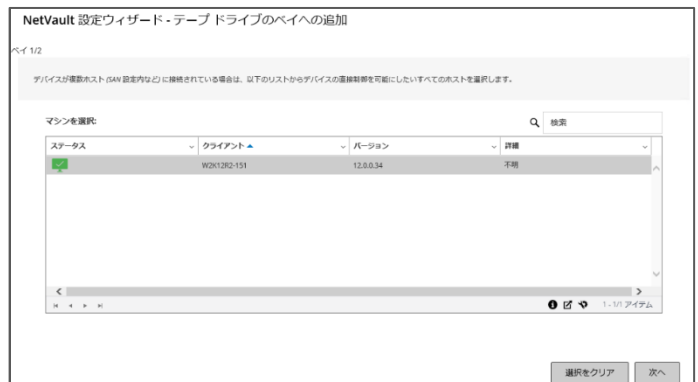 NetVault 設定ウィザード - テープ ドライブのベイへの追加
ベイ 1/2
デバイスが複数ホスト (SAN 設定内など) に接続されている場合は、以下のリストからデバイスの直接制御を可能にしたいすべてのホストを選択します。
マシンを選択:
検索
ステータス クライアント バージョン 詳細
W2K12R2-151 12.0.0.34 不明
1 - 1/1 アイテム
選択をクリア 次へ